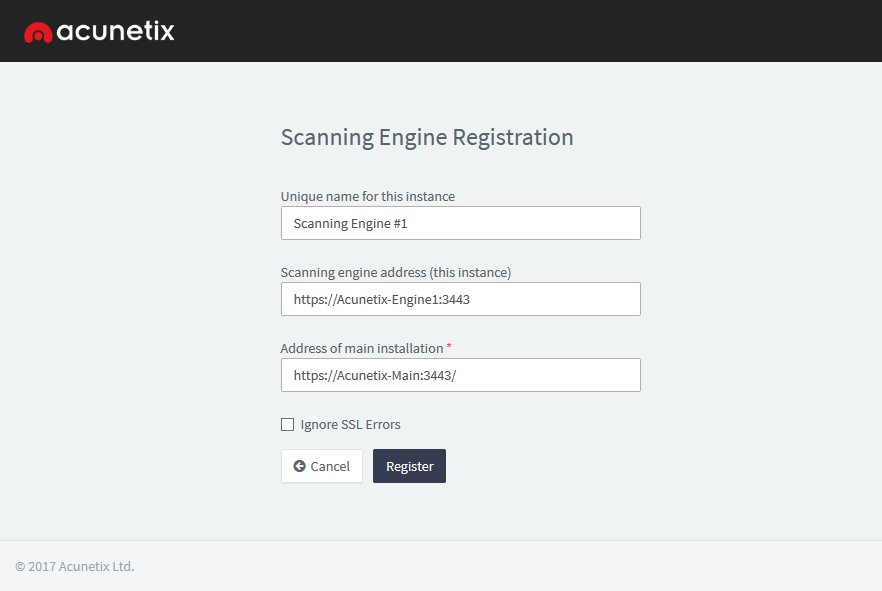 acunetix
Scanning Engine Registration
Unique name for this instance
Scanning Engine #1
Scanning engine address (this instance)
https://Acunetix-Engine1:3443
Address of main installation *
https://Acunetix-Main:3443/
Ignore SSL Errors
Cancel Register
© 2017 Acunetix Ltd.